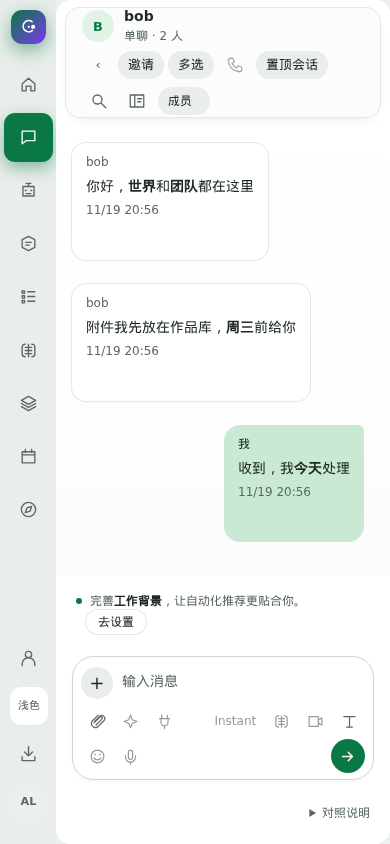 B
bob
单聊 · 2 人
‹ 邀请 多选 置顶会话
成员
bob
你好，世界和团队都在这里
11/19 20:56
bob
附件我先放在作品库，周三前给你
11/19 20:56
我
收到，我今天处理
11/19 20:56
完善工作背景，让自动化推荐更贴合你。
去设置
+ 输入消息
Instant
浅色
AL
▶ 对照说明